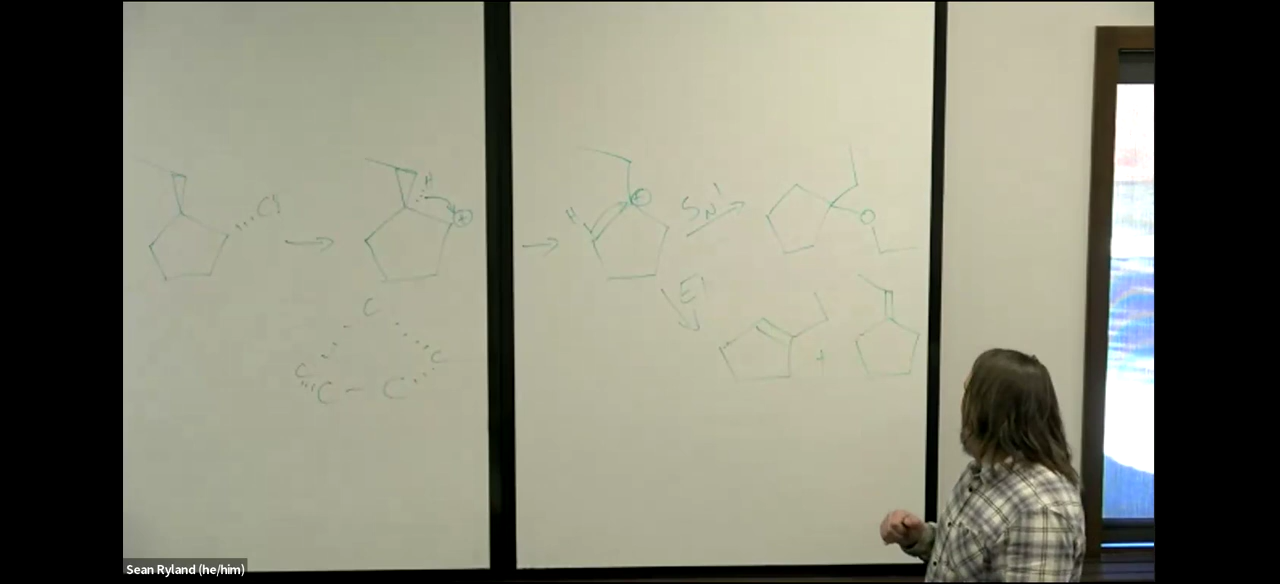 Cl
H
⊕
H
⊕
SN1
O
E1
+
C
C
C
C - C
Sean Ryland (he/him)